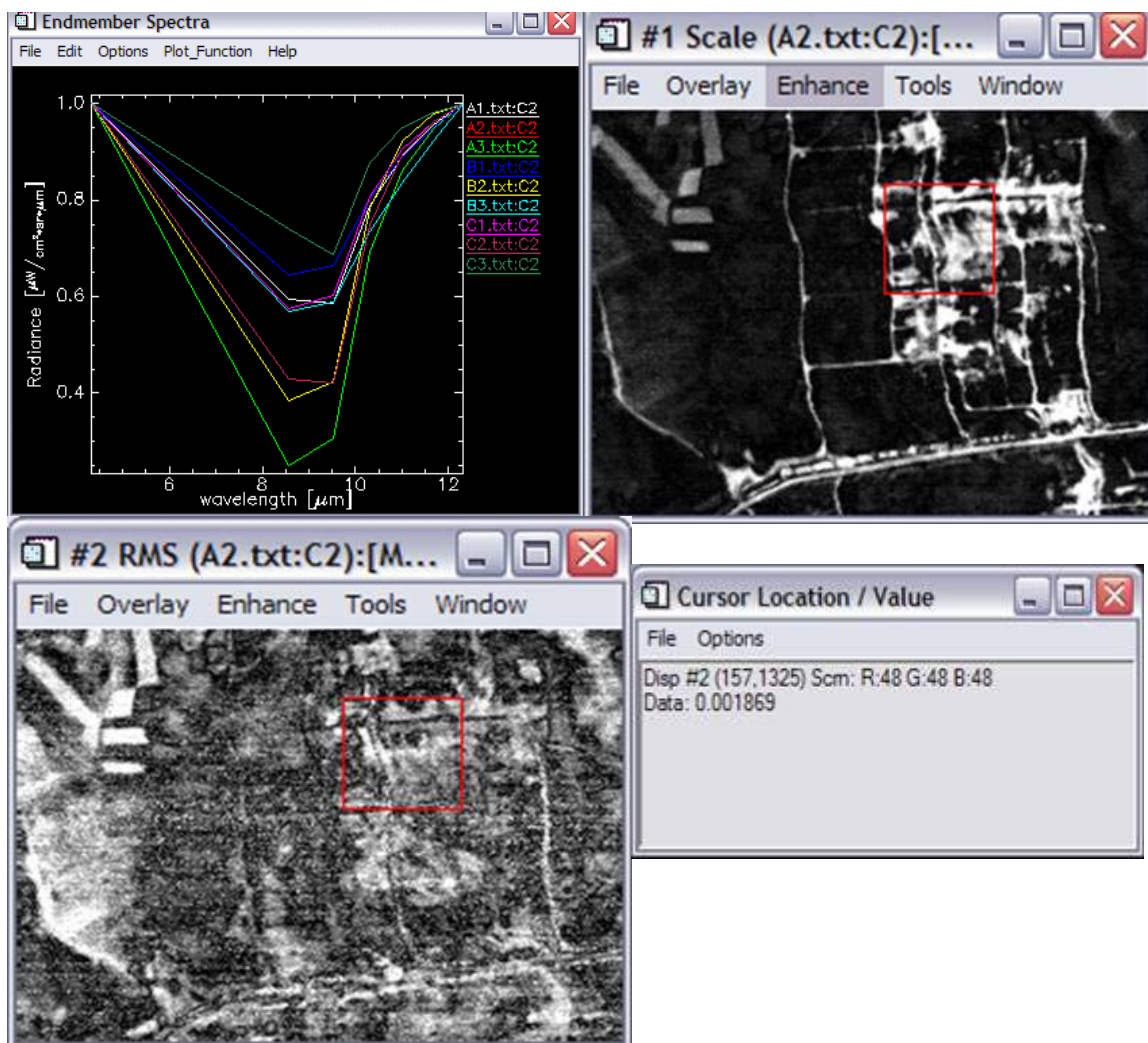 Endmember Spectra
File Edit Options Plot_Function Help
1.0
0.8
0.6
0.4
Radiance [μW/cm²*sr*μm]
6 8 10 12
wavelength [μm]
A1.txt:C2
A2.txt:C2
A3.txt:C2
B1.txt:C2
B2.txt:C2
B3.txt:C2
C1.txt:C2
C2.txt:C2
C3.txt:C2
#1 Scale (A2.txt:C2):[...
File Overlay Enhance Tools Window
#2 RMS (A2.txt:C2):[M...
File Overlay Enhance Tools Window
Cursor Location / Value
File Options
Disp #2 (157,1325) Scrn: R:48 G:48 B:48
Data: 0.001869